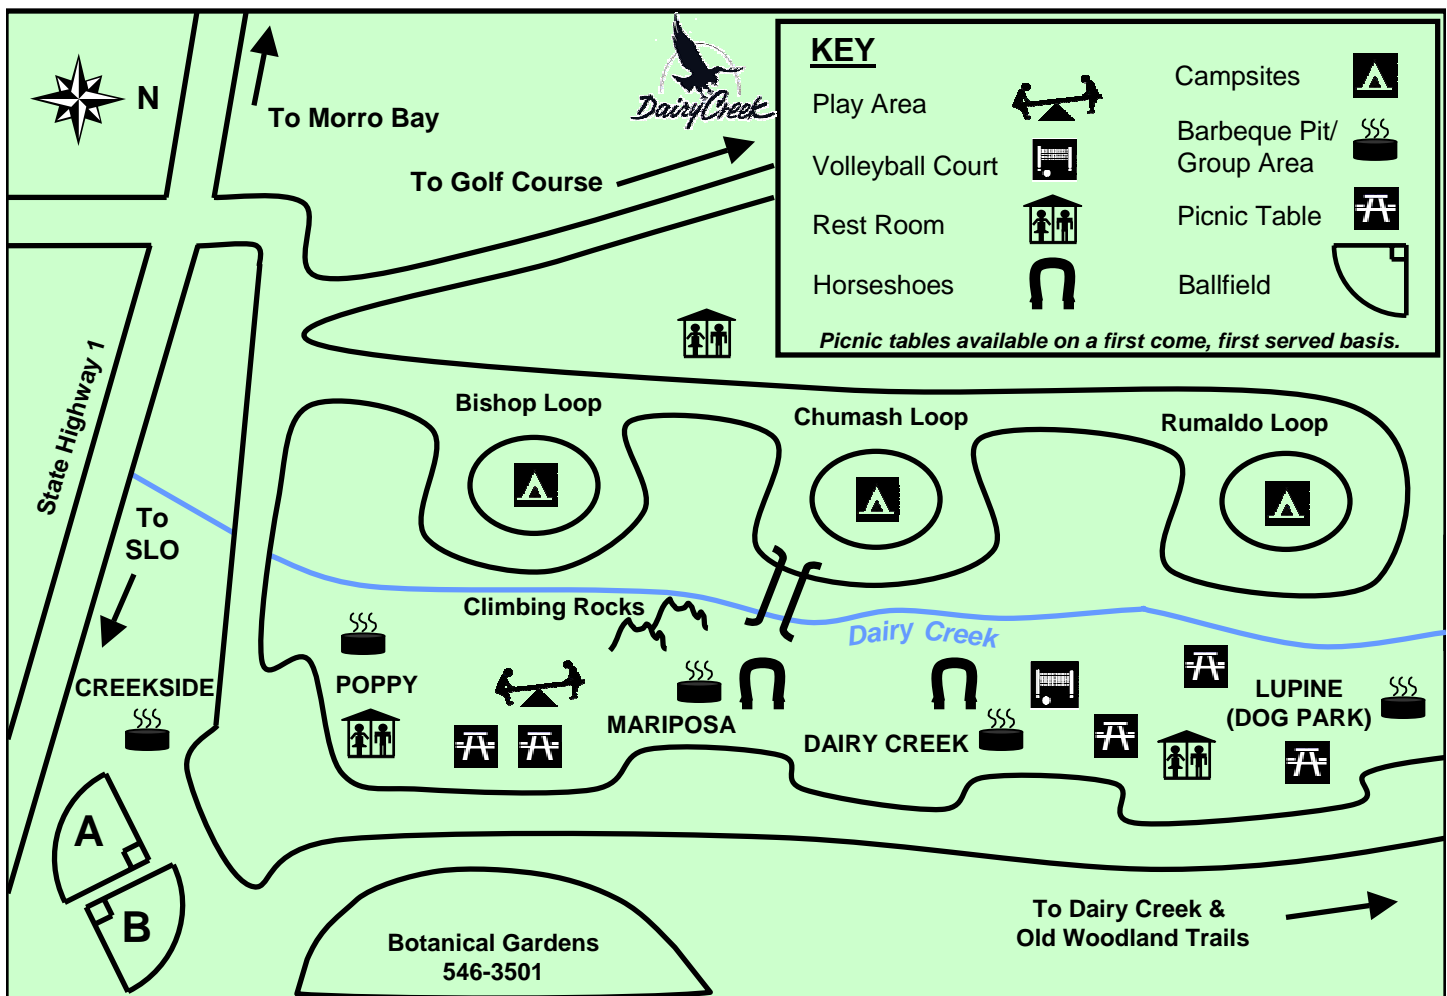 N
To Morro Bay
DairyCreek
To Golf Course
KEY
Play Area
Volleyball Court
Rest Room
Horseshoes
Campsites
Barbeque Pit/
Group Area
Picnic Table
Ballfield
Picnic tables available on a first come, first served basis.
State Highway 1
To
SLO
Bishop Loop
Chumash Loop
Rumaldo Loop
Climbing Rocks
Dairy Creek
CREEKSIDE
POPPY
MARIPOSA
DAIRY CREEK
LUPINE
(DOG PARK)
A
B
Botanical Gardens
546-3501
To Dairy Creek &
Old Woodland Trails